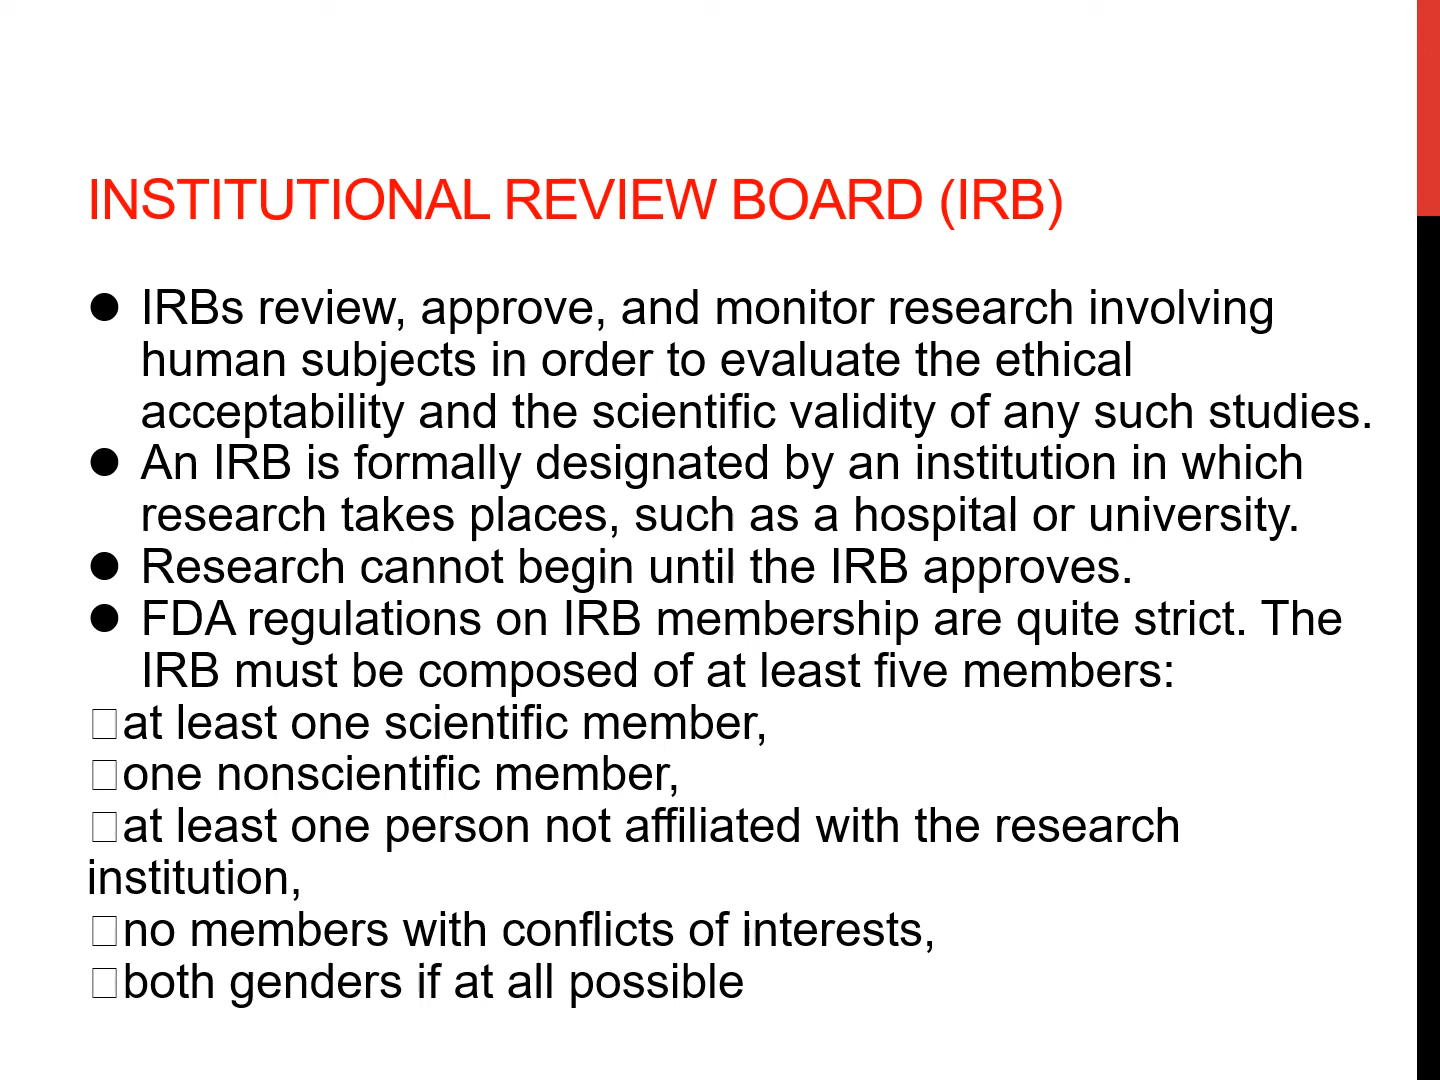 INSTITUTIONAL REVIEW BOARD (IRB)
● IRBs review, approve, and monitor research involving
human subjects in order to evaluate the ethical
acceptability and the scientific validity of any such studies.
● An IRB is formally designated by an institution in which
research takes places, such as a hospital or university.
● Research cannot begin until the IRB approves.
● FDA regulations on IRB membership are quite strict. The
IRB must be composed of at least five members:
□at least one scientific member,
□one nonscientific member,
□at least one person not affiliated with the research
institution,
□no members with conflicts of interests,
□both genders if at all possible